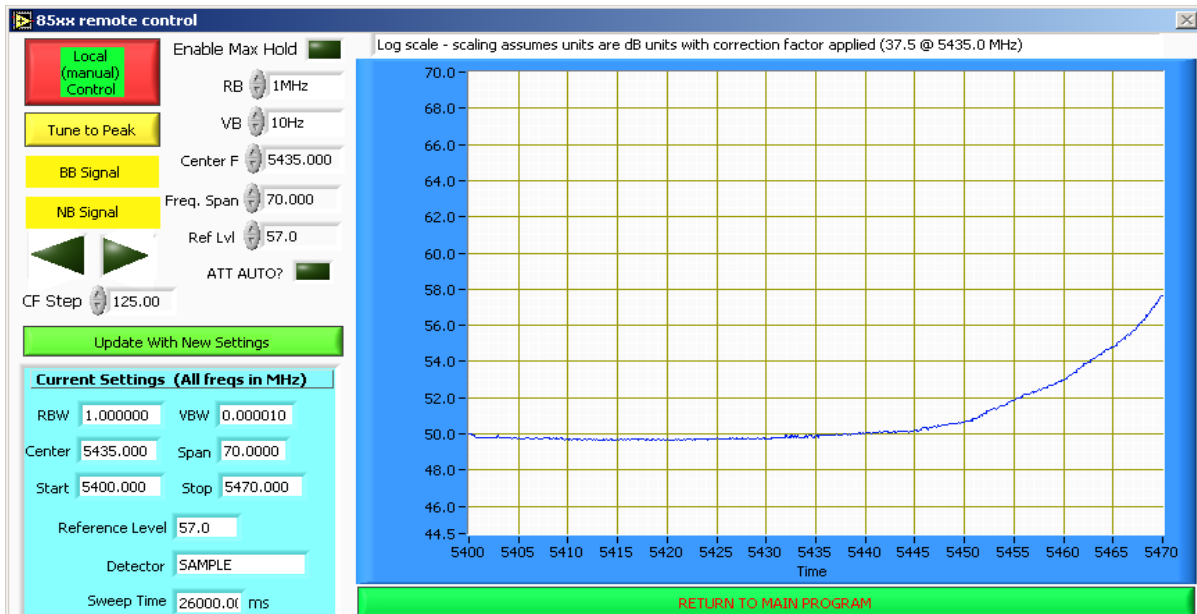 85xx remote control
Local
(manual)
Control
Enable Max Hold
RB 1MHz
Tune to Peak
VB 10Hz
BB Signal
Center F 5435.000
NB Signal
Freq. Span 70.000
Ref Lvl 57.0
ATT AUTO?
CF Step 125.00
Update With New Settings
Current Settings (All freqs in MHz)
RBW 1.000000 VBW 0.000010
Center 5435.000 Span 70.0000
Start 5400.000 Stop 5470.000
Reference Level 57.0
Detector SAMPLE
Sweep Time 26000.0( ms
Log scale - scaling assumes units are dB units with correction factor applied (37.5 @ 5435.0 MHz)
70.0
68.0
66.0
64.0
62.0
60.0
58.0
56.0
54.0
52.0
50.0
48.0
46.0
44.5
5400 5405 5410 5415 5420 5425 5430 5435 5440 5445 5450 5455 5460 5465 5470
Time
RETURN TO MAIN PROGRAM